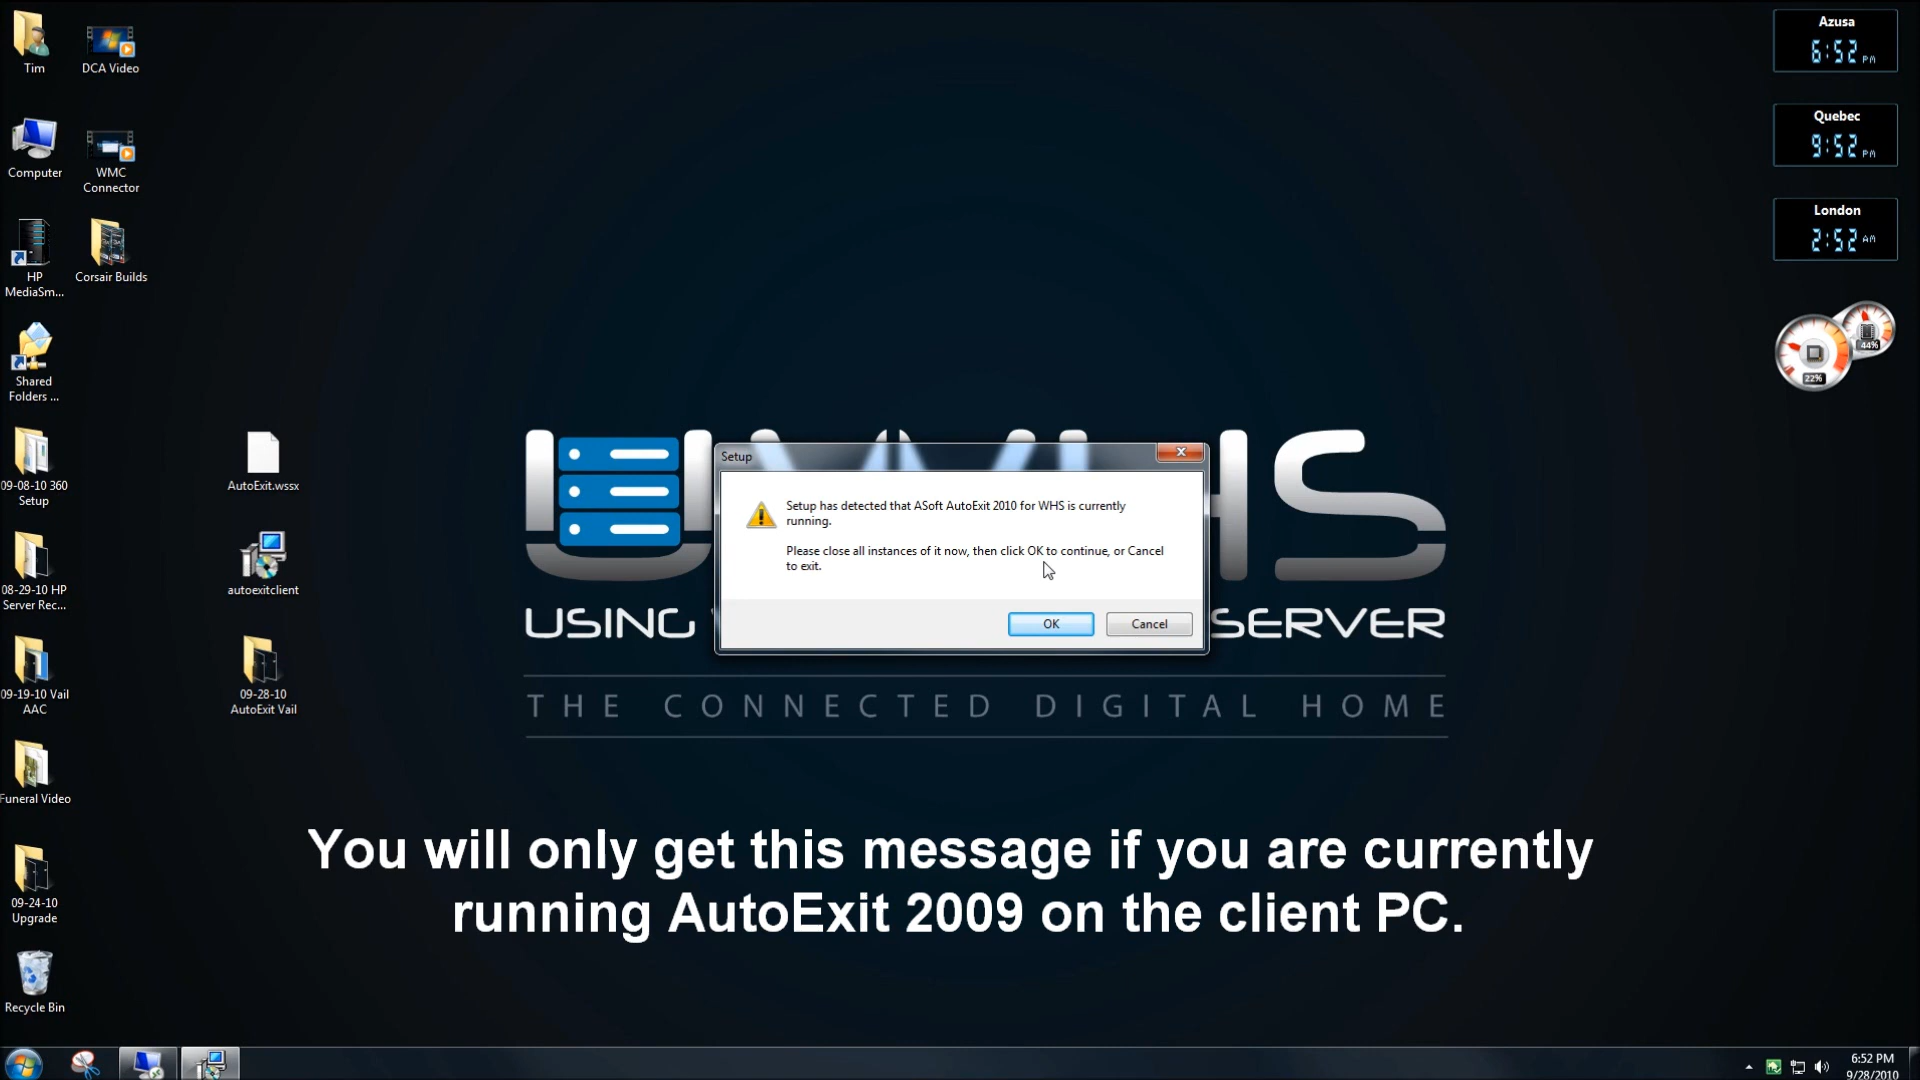 Tim
DCA Video
Computer
WMC
Connector
HP
MediaSm...
Corsair Builds
Shared
Folders ...
09-08-10 360
Setup
AutoExit.wssx
08-29-10 HP
Server Rec...
autoexitclient
09-19-10 Vail
AAC
09-28-10
AutoExit Vail
Funeral Video
09-24-10
Upgrade
Recycle Bin
Azusa
6:52 PM
Quebec
9:52 PM
London
2:52 AM
44%
22%
Setup
Setup has detected that ASoft AutoExit 2010 for WHS is currently
running.
Please close all instances of it now, then click OK to continue, or Cancel
to exit.
OK
Cancel
HS
USING
SERVER
THE CONNECTED DIGITAL HOME
You will only get this message if you are currently
running AutoExit 2009 on the client PC.
6:52 PM
9/28/2010